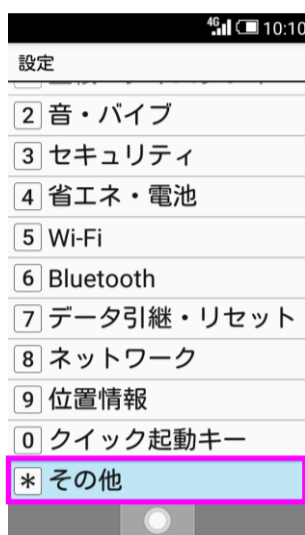 4G 10:10
設定
2 音・バイブ
3 セキュリティ
4 省エネ・電池
5 Wi-Fi
6 Bluetooth
7 データ引継・リセット
8 ネットワーク
9 位置情報
0 クイック起動キー
* その他